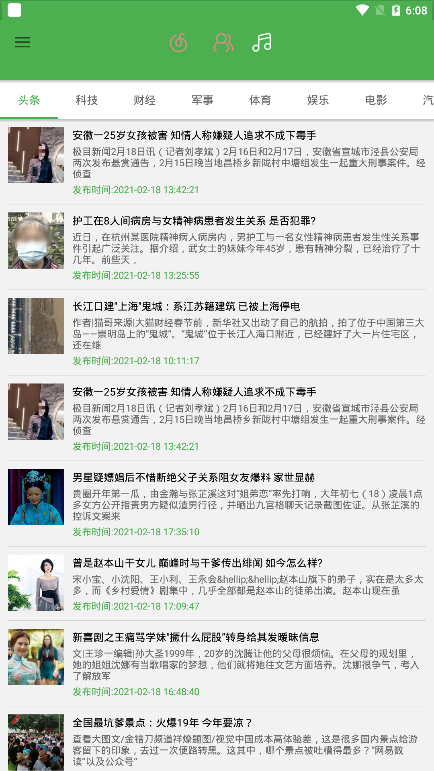 6:08
头条 科技 财经 军事 体育 娱乐 电影 汽
安徽一25岁女孩被害 知情人称嫌疑人追求不成下毒手
极目新闻2月18日讯（记者刘孝斌）2月16日和2月17日，安徽省宣城市泾县公安局
两次发布悬赏通告，2月15日晚当地昌桥乡新陇村中塘组发生一起重大刑事案件。经
侦查
发布时间:2021-02-18 13:42:21
护工在8人间病房与女精神病患者发生关系 是否犯罪?
近日，在杭州某医院精神病人病房内，男护工与一名女性精神病患者发生性关系事
件引起广泛关注。据介绍，武女士的妹妹今年45岁，患有精神分裂，已经治疗了十
几年。前些天，
发布时间:2021-02-18 13:25:55
长江口建"上海"鬼城：系江苏籍建筑 已被上海停电
作者|猫哥来源|大猫财经春节前，新华社又出动了自己的航拍，拍了位于中国第三大
岛——崇明岛上的"鬼城"。"鬼城"位于长江入海口附近，已经建好了大一片住宅区，
还在继
发布时间:2021-02-18 10:11:17
安徽一25岁女孩被害 知情人称嫌疑人追求不成下毒手
极目新闻2月18日讯（记者刘孝斌）2月16日和2月17日，安徽省宣城市泾县公安局
两次发布悬赏通告，2月15日晚当地昌桥乡新陇村中塘组发生一起重大刑事案件。经
侦查
发布时间:2021-02-18 13:42:21
男星疑嫖娼后不惜断绝父子关系阻女友爆料 家世显赫
贵圈开年第一瓜，由金瀚与张芷溪这对"姐弟恋"率先打响，大年初七（18）凌晨1点
多女方公开指责男方疑似渣男行径，并晒出九宫格聊天记录截图佐证。从张芷溪的
控诉文案来
发布时间:2021-02-18 17:35:10
曾是赵本山干女儿 巅峰时与干爹传出绯闻 如今怎么样?
宋小宝、小沈阳、王小利、王永会&hellip;&hellip;赵本山旗下的弟子，实在是太多太
多，而《乡村爱情》剧集中，几乎全部都是赵本山的徒弟出演。赵本山现在虽
发布时间:2021-02-18 17:09:47
新喜剧之王痛骂学妹"撅什么屁股"转身给其发暧昧信息
文|王珍一编辑|孙大圣1999年，20岁的沈腾让他的父母很烦恼。在父母的规划里，
她的姐姐沈娜有当歌唱家的梦想，他们就将她往文艺方面培养。沈娜很争气，考入
了解放军
发布时间:2021-02-18 16:48:40
全国最坑爹景点：火爆19年 今年要凉？
查看大图文/金错刀频道祥燎题图/视觉中国成本高体验差，这是很多国内景点给游
客留下的印象，去过一次便路转黑。这其中，哪个景点被吐槽得最多？"网易数
读"以及公众号"